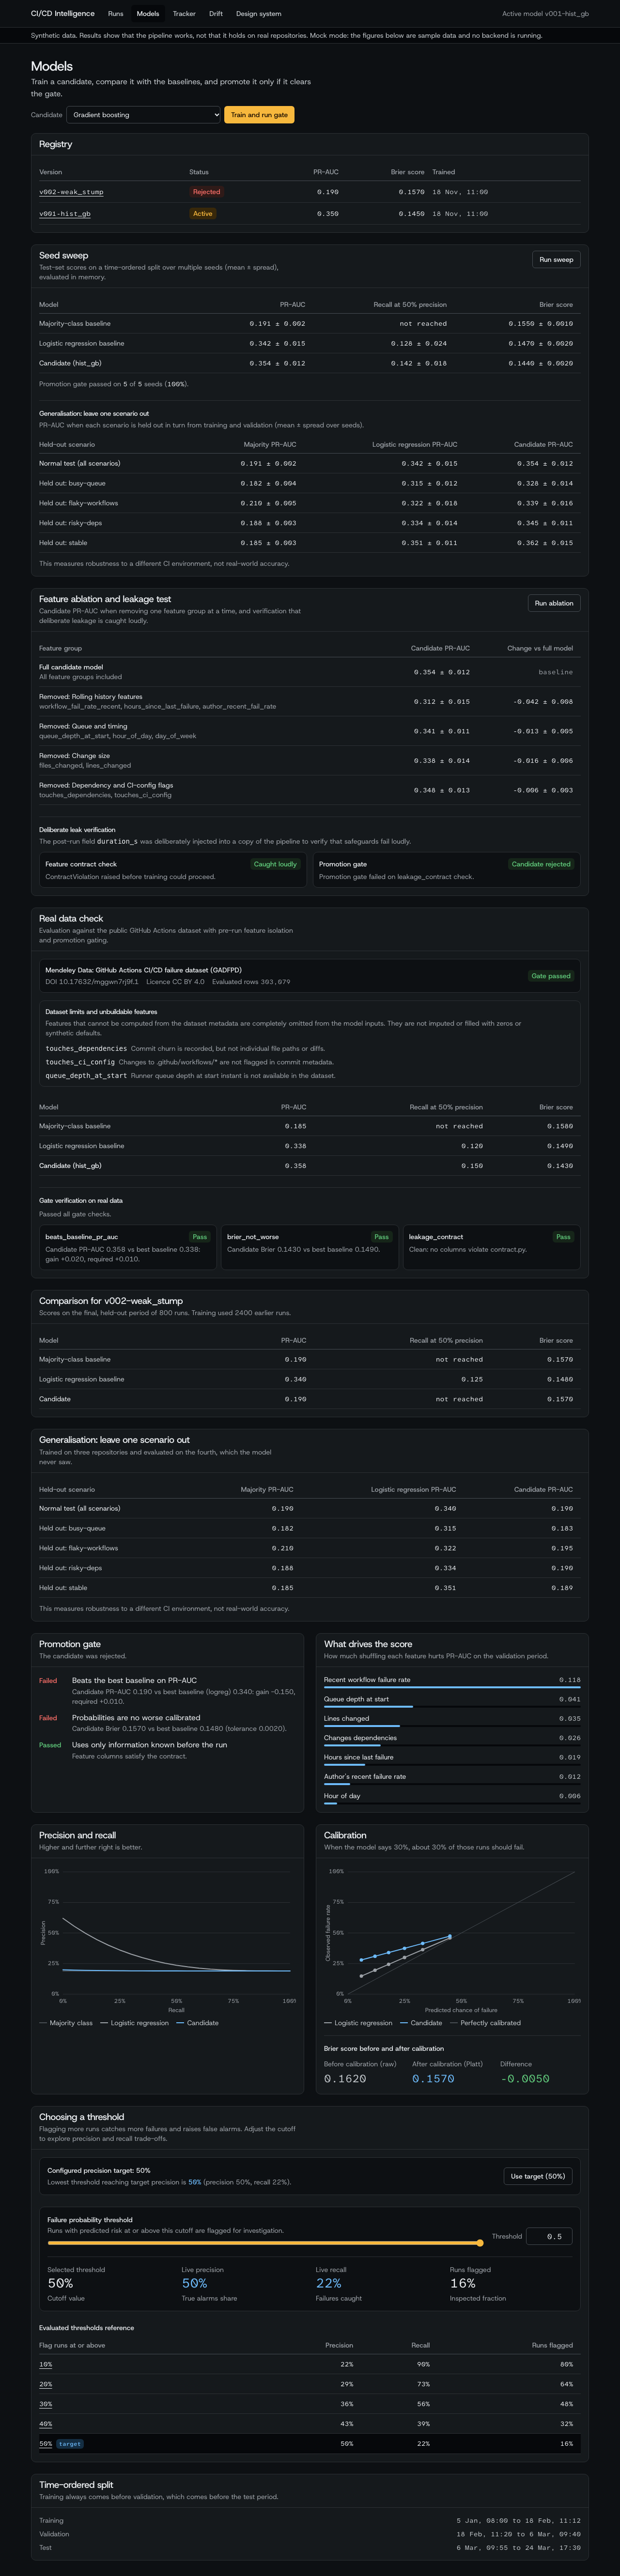 CI/CD Intelligence Runs Models Tracker Drift Design system Active model v001-hist_gb
Synthetic data. Results show that the pipeline works, not that it holds on real repositories. Mock mode: the figures below are sample data and no backend is running.
Models
Train a candidate, compare it with the baselines, and promote it only if it clears
the gate.
Candidate Gradient boosting Train and run gate
Registry
Version Status PR-AUC Brier score Trained
v002-weak_stump Rejected 0.190 0.1570 18 Nov, 11:00
v001-hist_gb Active 0.350 0.1450 18 Nov, 11:00
Seed sweep
Test-set scores on a time-ordered split over multiple seeds (mean ± spread),
evaluated in memory.
Run sweep
Model PR-AUC Recall at 50% precision Brier score
Majority-class baseline 0.191 ± 0.002 not reached 0.1550 ± 0.0010
Logistic regression baseline 0.342 ± 0.015 0.128 ± 0.024 0.1470 ± 0.0020
Candidate (hist_gb) 0.354 ± 0.012 0.142 ± 0.018 0.1440 ± 0.0020
Promotion gate passed on 5 of 5 seeds (100%).
Generalisation: leave one scenario out
PR-AUC when each scenario is held out in turn from training and validation (mean ± spread over seeds).
Held-out scenario Majority PR-AUC Logistic regression PR-AUC Candidate PR-AUC
Normal test (all scenarios) 0.191 ± 0.002 0.342 ± 0.015 0.354 ± 0.012
Held out: busy-queue 0.182 ± 0.004 0.315 ± 0.012 0.328 ± 0.014
Held out: flaky-workflows 0.210 ± 0.005 0.322 ± 0.018 0.339 ± 0.016
Held out: risky-deps 0.188 ± 0.003 0.334 ± 0.014 0.345 ± 0.011
Held out: stable 0.185 ± 0.003 0.351 ± 0.011 0.362 ± 0.015
This measures robustness to a different CI environment, not real-world accuracy.
Feature ablation and leakage test
Candidate PR-AUC when removing one feature group at a time, and verification that
deliberate leakage is caught loudly.
Run ablation
Feature group Candidate PR-AUC Change vs full model
Full candidate model
All feature groups included
0.354 ± 0.012 baseline
Removed: Rolling history features
workflow_fail_rate_recent, hours_since_last_failure, author_recent_fail_rate
0.312 ± 0.015 -0.042 ± 0.008
Removed: Queue and timing
queue_depth_at_start, hour_of_day, day_of_week
0.341 ± 0.011 -0.013 ± 0.005
Removed: Change size
files_changed, lines_changed
0.338 ± 0.014 -0.016 ± 0.006
Removed: Dependency and CI-config flags
touches_dependencies, touches_ci_config
0.348 ± 0.013 -0.006 ± 0.003
Deliberate leak verification
The post-run field duration_s was deliberately injected into a copy of the pipeline to verify that safeguards fail loudly.
Feature contract check Caught loudly
ContractViolation raised before training could proceed.
Promotion gate Candidate rejected
Promotion gate failed on leakage_contract check.
Real data check
Evaluation against the public GitHub Actions dataset with pre-run feature isolation
and promotion gating.
Mendeley Data: GitHub Actions CI/CD failure dataset (GADFPD)
DOI 10.17632/mggwn7rj9f.1 Licence CC BY 4.0 Evaluated rows 303,079
Gate passed
Dataset limits and unbuildable features
Features that cannot be computed from the dataset metadata are completely omitted from the model inputs. They are not imputed or filled with zeros or
synthetic defaults.
touches_dependencies Commit churn is recorded, but not individual file paths or diffs.
touches_ci_config Changes to .github/workflows/* are not flagged in commit metadata.
queue_depth_at_start Runner queue depth at start instant is not available in the dataset.
Model PR-AUC Recall at 50% precision Brier score
Majority-class baseline 0.185 not reached 0.1580
Logistic regression baseline 0.338 0.120 0.1490
Candidate (hist_gb) 0.358 0.150 0.1430
Gate verification on real data
Passed all gate checks.
beats_baseline_pr_auc Pass
Candidate PR-AUC 0.358 vs best baseline 0.338:
gain +0.020, required +0.010.
brier_not_worse Pass
Candidate Brier 0.1430 vs best baseline 0.1490.
leakage_contract Pass
Clean: no columns violate contract.py.
Comparison for v002-weak_stump
Scores on the final, held-out period of 800 runs. Training used 2400 earlier runs.
Model PR-AUC Recall at 50% precision Brier score
Majority-class baseline 0.190 not reached 0.1570
Logistic regression baseline 0.340 0.125 0.1480
Candidate 0.190 not reached 0.1570
Generalisation: leave one scenario out
Trained on three repositories and evaluated on the fourth, which the model
never saw.
Held-out scenario Majority PR-AUC Logistic regression PR-AUC Candidate PR-AUC
Normal test (all scenarios) 0.190 0.340 0.190
Held out: busy-queue 0.182 0.315 0.183
Held out: flaky-workflows 0.210 0.322 0.195
Held out: risky-deps 0.188 0.334 0.190
Held out: stable 0.185 0.351 0.189
This measures robustness to a different CI environment, not real-world accuracy.
Promotion gate
The candidate was rejected.
Failed Beats the best baseline on PR-AUC
Candidate PR-AUC 0.190 vs best baseline (logreg) 0.340: gain -0.150,
required +0.010.
Failed Probabilities are no worse calibrated
Candidate Brier 0.1570 vs best baseline 0.1480 (tolerance 0.0020).
Passed Uses only information known before the run
Feature columns satisfy the contract.
What drives the score
How much shuffling each feature hurts PR-AUC on the validation period.
Recent workflow failure rate 0.118
Queue depth at start 0.041
Lines changed 0.035
Changes dependencies 0.026
Hours since last failure 0.019
Author's recent failure rate 0.012
Hour of day 0.006
Precision and recall
Higher and further right is better.
100%
75%
50%
25%
0%
Precision
0% 25% 50% 75% 100%
Recall
Majority class Logistic regression Candidate
Calibration
When the model says 30%, about 30% of those runs should fail.
100%
75%
50%
25%
0%
Observed failure rate
0% 25% 50% 75% 100%
Predicted chance of failure
Logistic regression Candidate Perfectly calibrated
Brier score before and after calibration
Before calibration (raw) After calibration (Platt) Difference
0.1620 0.1570 -0.0050
Choosing a threshold
Flagging more runs catches more failures and raises false alarms. Adjust the cutoff
to explore precision and recall trade-offs.
Configured precision target: 50%
Lowest threshold reaching target precision is 50% (precision 50%, recall 22%).
Use target (50%)
Failure probability threshold
Runs with predicted risk at or above this cutoff are flagged for investigation.
Threshold 0.5
Selected threshold Live precision Live recall Runs flagged
50% 50% 22% 16%
Cutoff value True alarms share Failures caught Inspected fraction
Evaluated thresholds reference
Flag runs at or above Precision Recall Runs flagged
10% 22% 90% 80%
20% 29% 73% 64%
30% 36% 56% 48%
40% 43% 39% 32%
50% target 50% 22% 16%
Time-ordered split
Training always comes before validation, which comes before the test period.
Training 5 Jan, 08:00 to 18 Feb, 11:12
Validation 18 Feb, 11:20 to 6 Mar, 09:40
Test 6 Mar, 09:55 to 24 Mar, 17:30